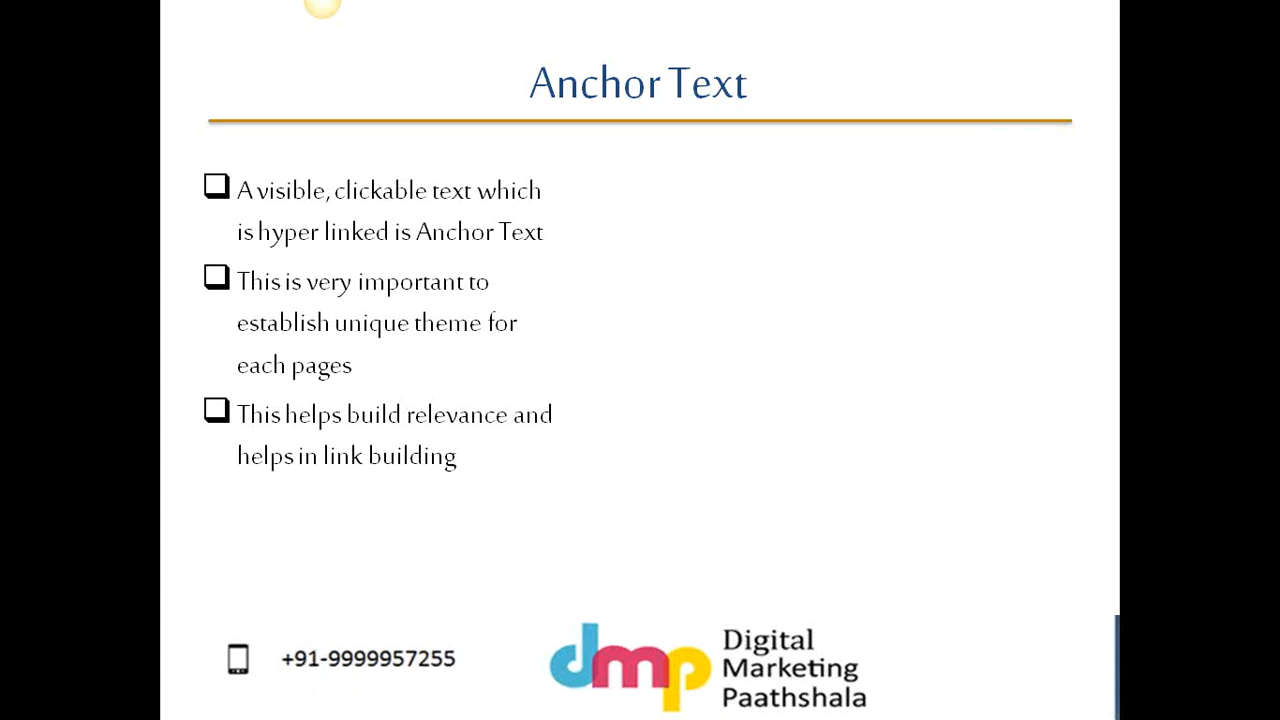 Anchor Text
A visible, clickable text which
is hyper linked is Anchor Text
This is very important to
establish unique theme for
each pages
This helps build relevance and
helps in link building
+91-9999957255
dmp
Digital
Marketing
Paathshala